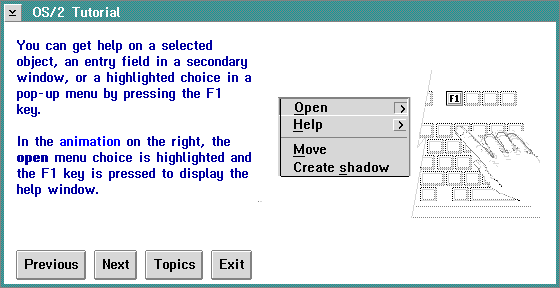 OS/2 Tutorial
You can get help on a selected
object, an entry field in a secondary
window, or a highlighted choice in a
pop-up menu by pressing the F1
key.
In the animation on the right, the
open menu choice is highlighted and
the F1 key is pressed to display the
help window.
Open
Help
Move
Create shadow
F1
Previous
Next
Topics
Exit